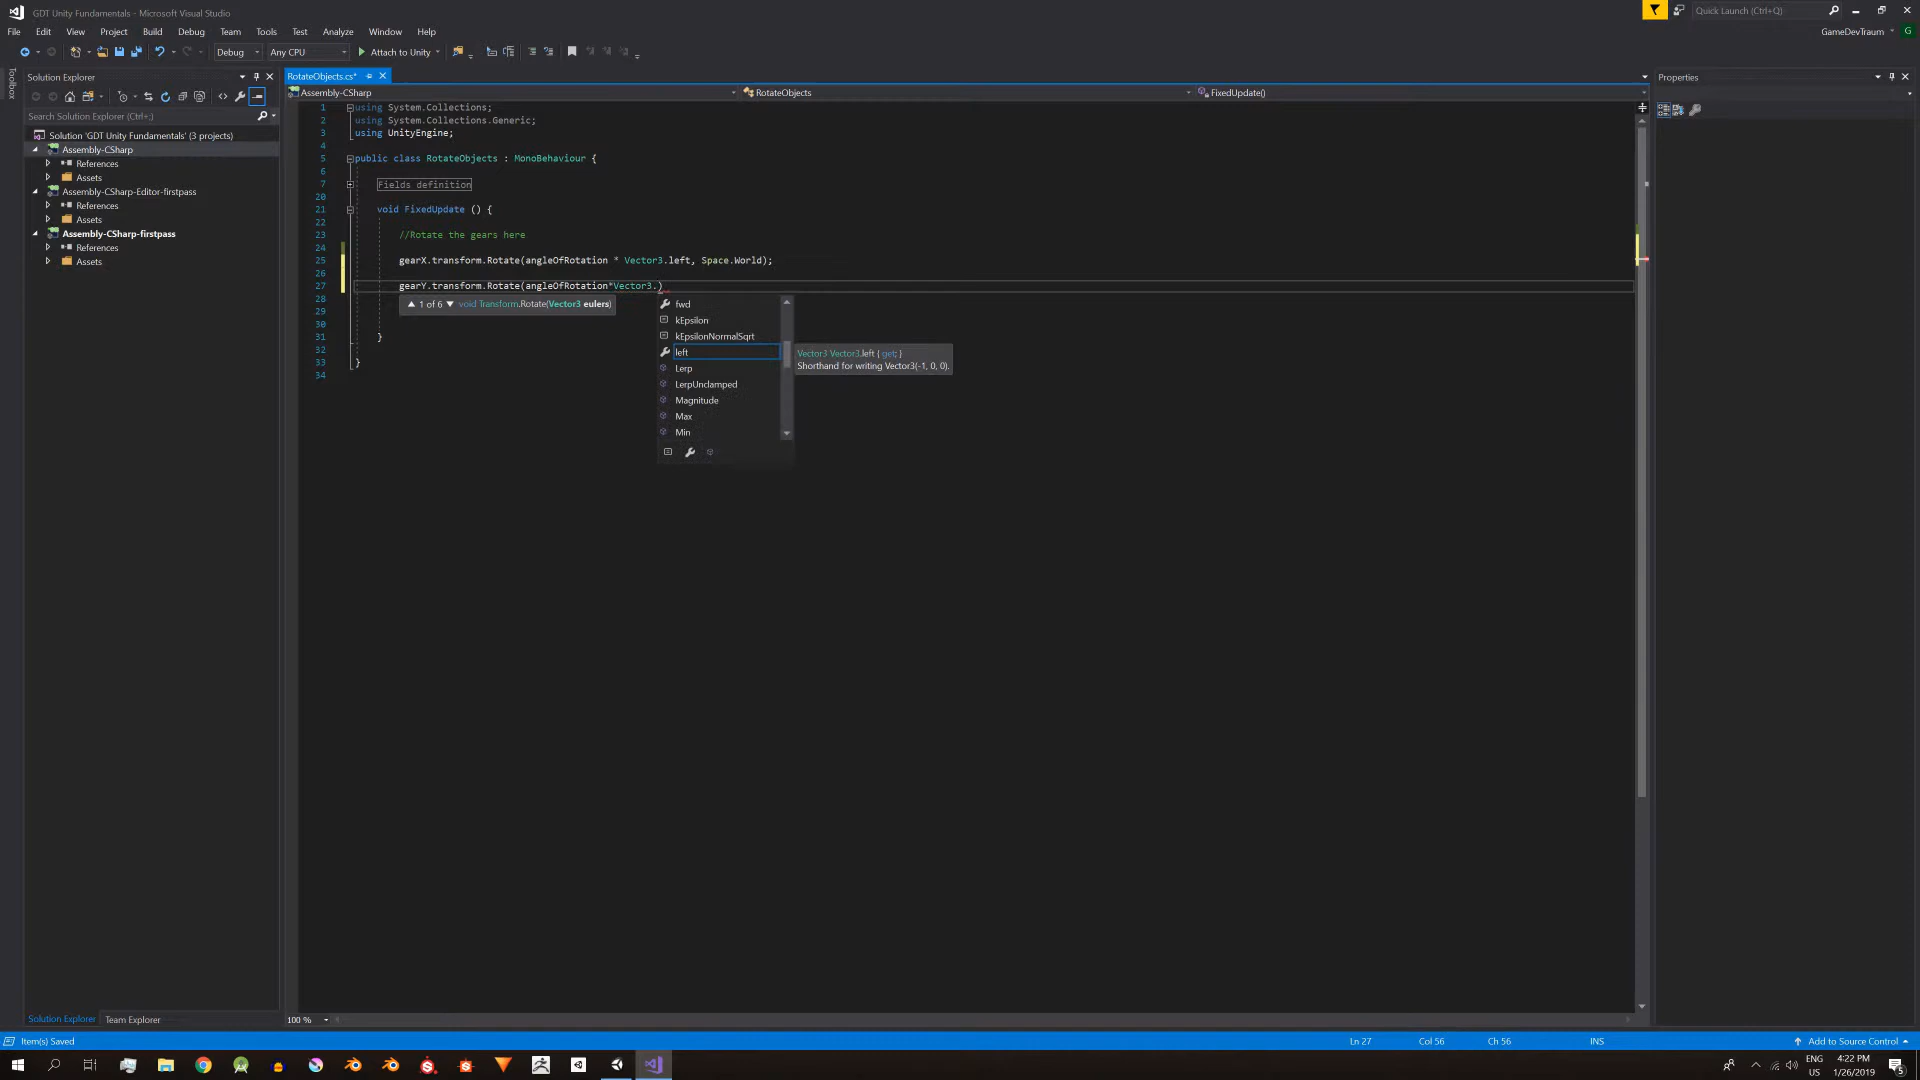 GDT Unity Fundamentals - Microsoft Visual Studio
Quick Launch (Ctrl+Q)
File Edit View Project Build Debug Team Tools Test Analyze Window Help
GameDevTraum G
Debug Any CPU Attach to Unity
Toolbox
Solution Explorer
RotateObjects.cs*
Properties
Assembly-CSharp RotateObjects FixedUpdate()
Search Solution Explorer (Ctrl+;)
Solution 'GDT Unity Fundamentals' (3 projects)
Assembly-CSharp
References
Assets
Assembly-CSharp-Editor-firstpass
References
Assets
Assembly-CSharp-firstpass
References
Assets
1 using System.Collections;
2 using System.Collections.Generic;
3 using UnityEngine;
4
5 public class RotateObjects : MonoBehaviour {
6
7 Fields definition
20
21 void FixedUpdate () {
22
23 //Rotate the gears here
24
25 gearX.transform.Rotate(angleOfRotation * Vector3.left, Space.World);
26
27 gearY.transform.Rotate(angleOfRotation*Vector3.)
28
29
30
31 }
32
33 }
34
▲ 1 of 6 ▼ void Transform.Rotate(Vector3 eulers)
fwd
kEpsilon
kEpsilonNormalSqrt
left
Lerp
LerpUnclamped
Magnitude
Max
Min
Vector3 Vector3.left { get; }
Shorthand for writing Vector3(-1, 0, 0).
100 %
Solution Explorer Team Explorer
Item(s) Saved
Ln 27 Col 56 Ch 56 INS
Add to Source Control
ENG
US
4:22 PM
1/26/2019
5